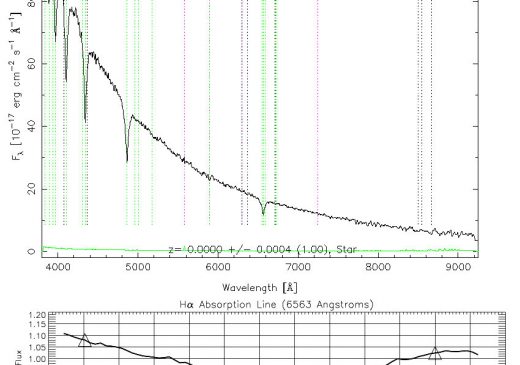 80
60
40
20
0
F_λ [10^-17 erg cm^-2 s^-1 Å^-1]
z= 0.0000 +/- 0.0004 (1.00), Star
4000 5000 6000 7000 8000 9000
Wavelength [Å]
Hα Absorption Line (6563 Angstroms)
1.20
1.15
1.10
1.05
1.00
Flux